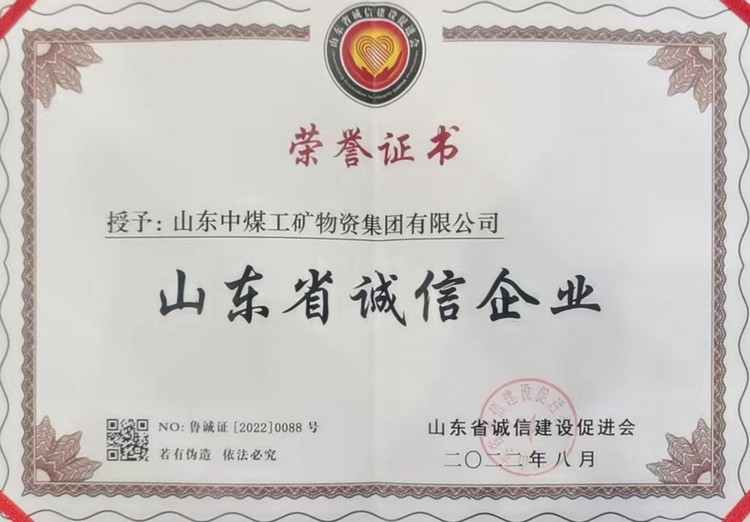 山东省诚信建设促进会
荣誉证书
授予：山东中煤工矿物资集团有限公司
山东省诚信企业
NO: 鲁诚证 [2022]0088 号
若有伪造 依法必究
山东省诚信建设促进会
二〇二二年八月